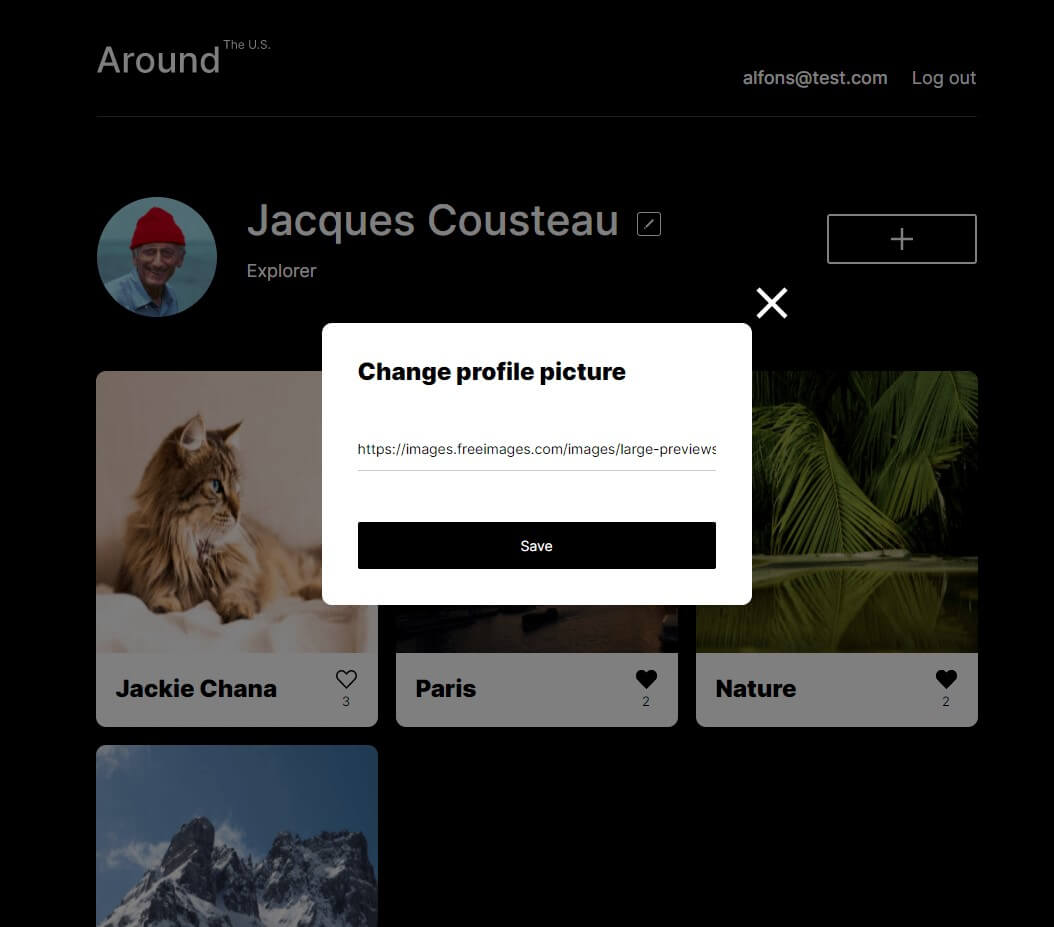 Around The U.S.
alfons@test.com Log out
Jacques Cousteau
Explorer
Change profile picture
https://images.freeimages.com/images/large-previews
Save
Jackie Chana
3
Paris
2
Nature
2